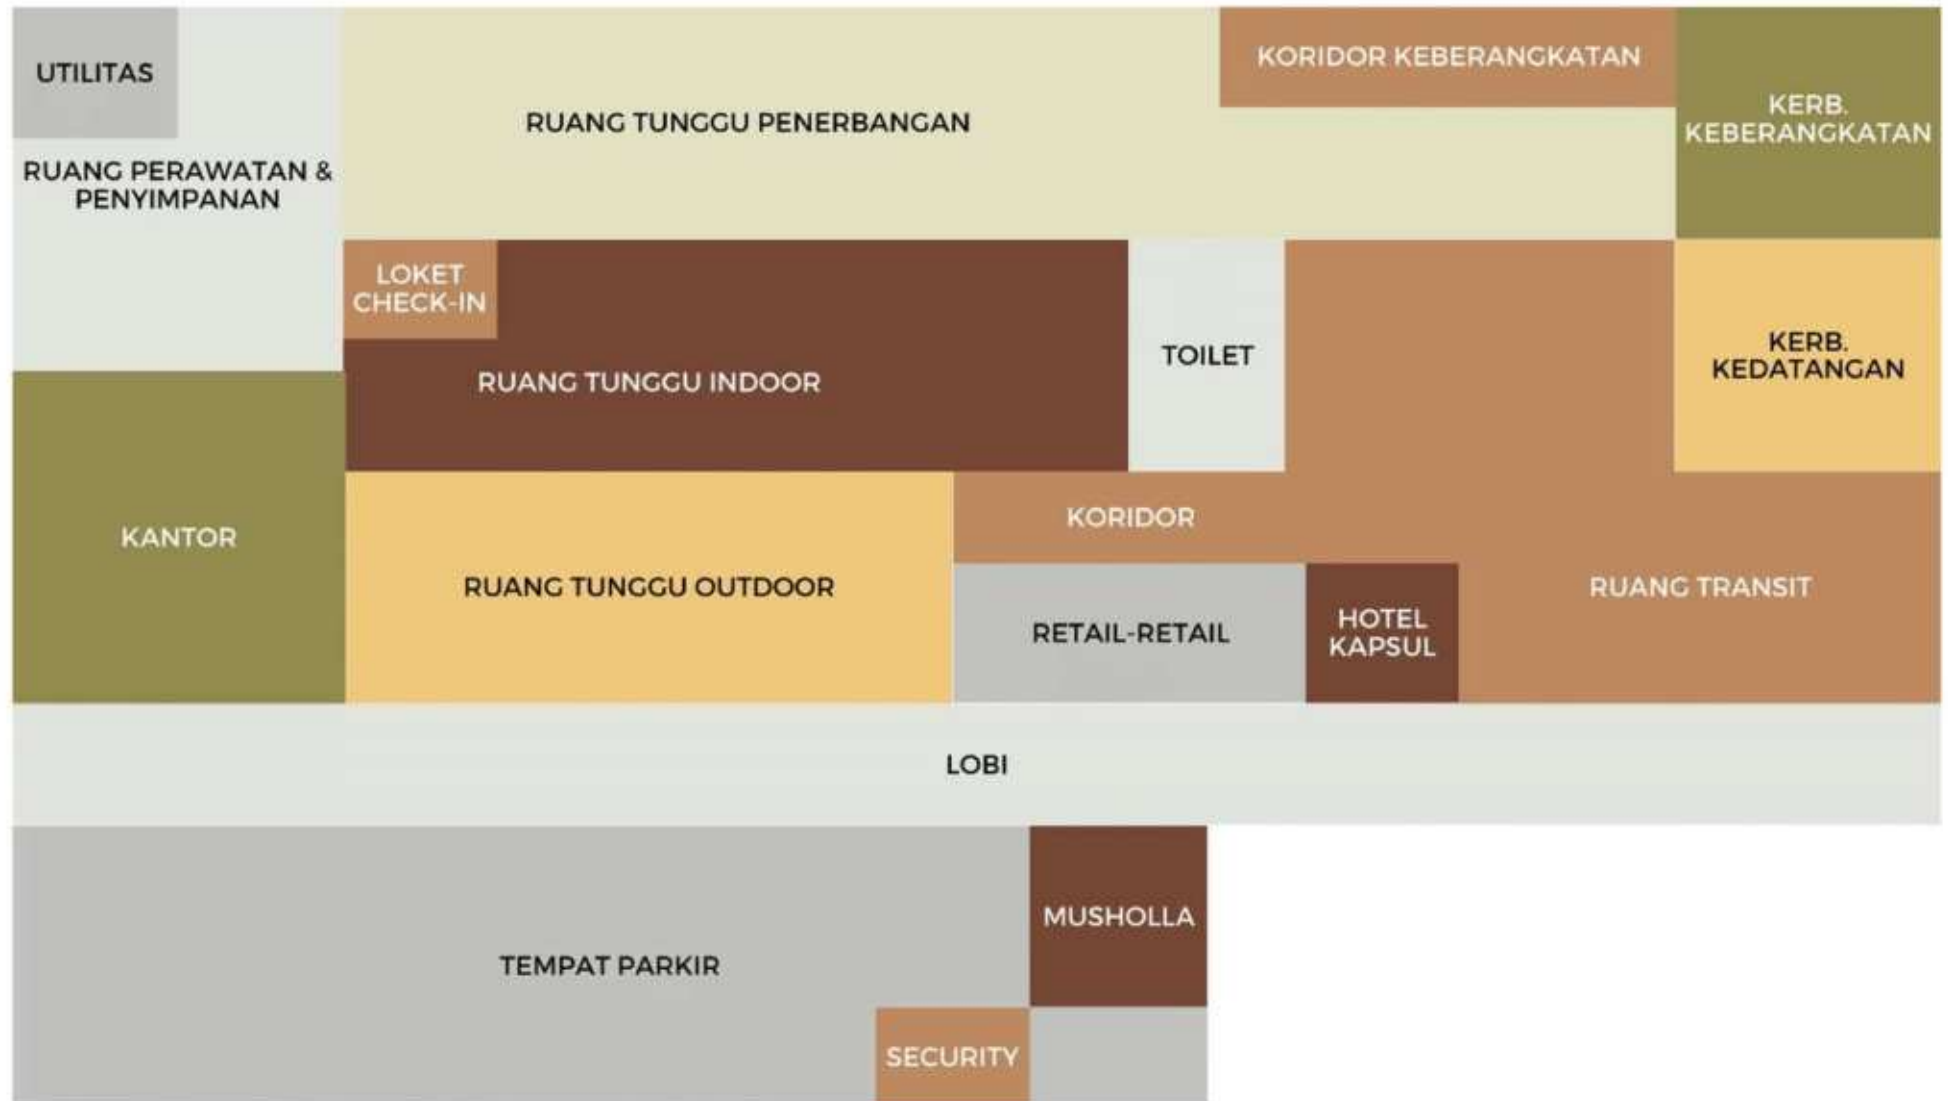 UTILITAS
KORIDOR KEBERANGKATAN
RUANG TUNGGU PENERBANGAN
KERB.
KEBERANGKATAN
RUANG PERAWATAN &
PENYIMPANAN
LOKET
CHECK-IN
RUANG TUNGGU INDOOR
TOILET
KERB.
KEDATANGAN
KANTOR
KORIDOR
RUANG TUNGGU OUTDOOR
RETAIL-RETAIL
HOTEL
KAPSUL
RUANG TRANSIT
LOBI
MUSHOLLA
TEMPAT PARKIR
SECURITY